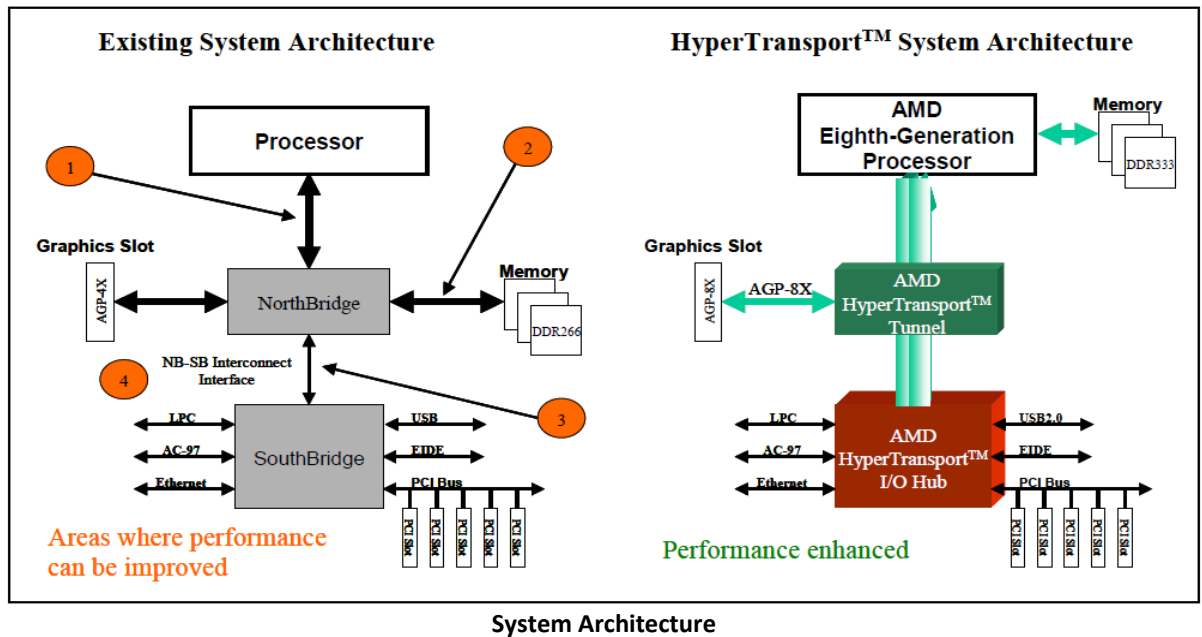 Existing System Architecture
Processor
1
2
Graphics Slot
AGP-4X
NorthBridge
Memory
DDR266
NB-SB Interconnect
Interface
4
3
LPC
AC-97
Ethernet
SouthBridge
USB
EIDE
PCI Bus
PCI Slot
PCI Slot
PCI Slot
PCI Slot
PCI Slot
Areas where performance
can be improved
HyperTransport™ System Architecture
AMD
Eighth-Generation
Processor
Memory
DDR333
Graphics Slot
AGP-8X
AGP-8X
AMD
HyperTransport™
Tunnel
LPC
AC-97
Ethernet
AMD
HyperTransport™
I/O Hub
USB2.0
EIDE
PCI Bus
PCI Slot
PCI Slot
PCI Slot
PCI Slot
PCI Slot
Performance enhanced
System Architecture